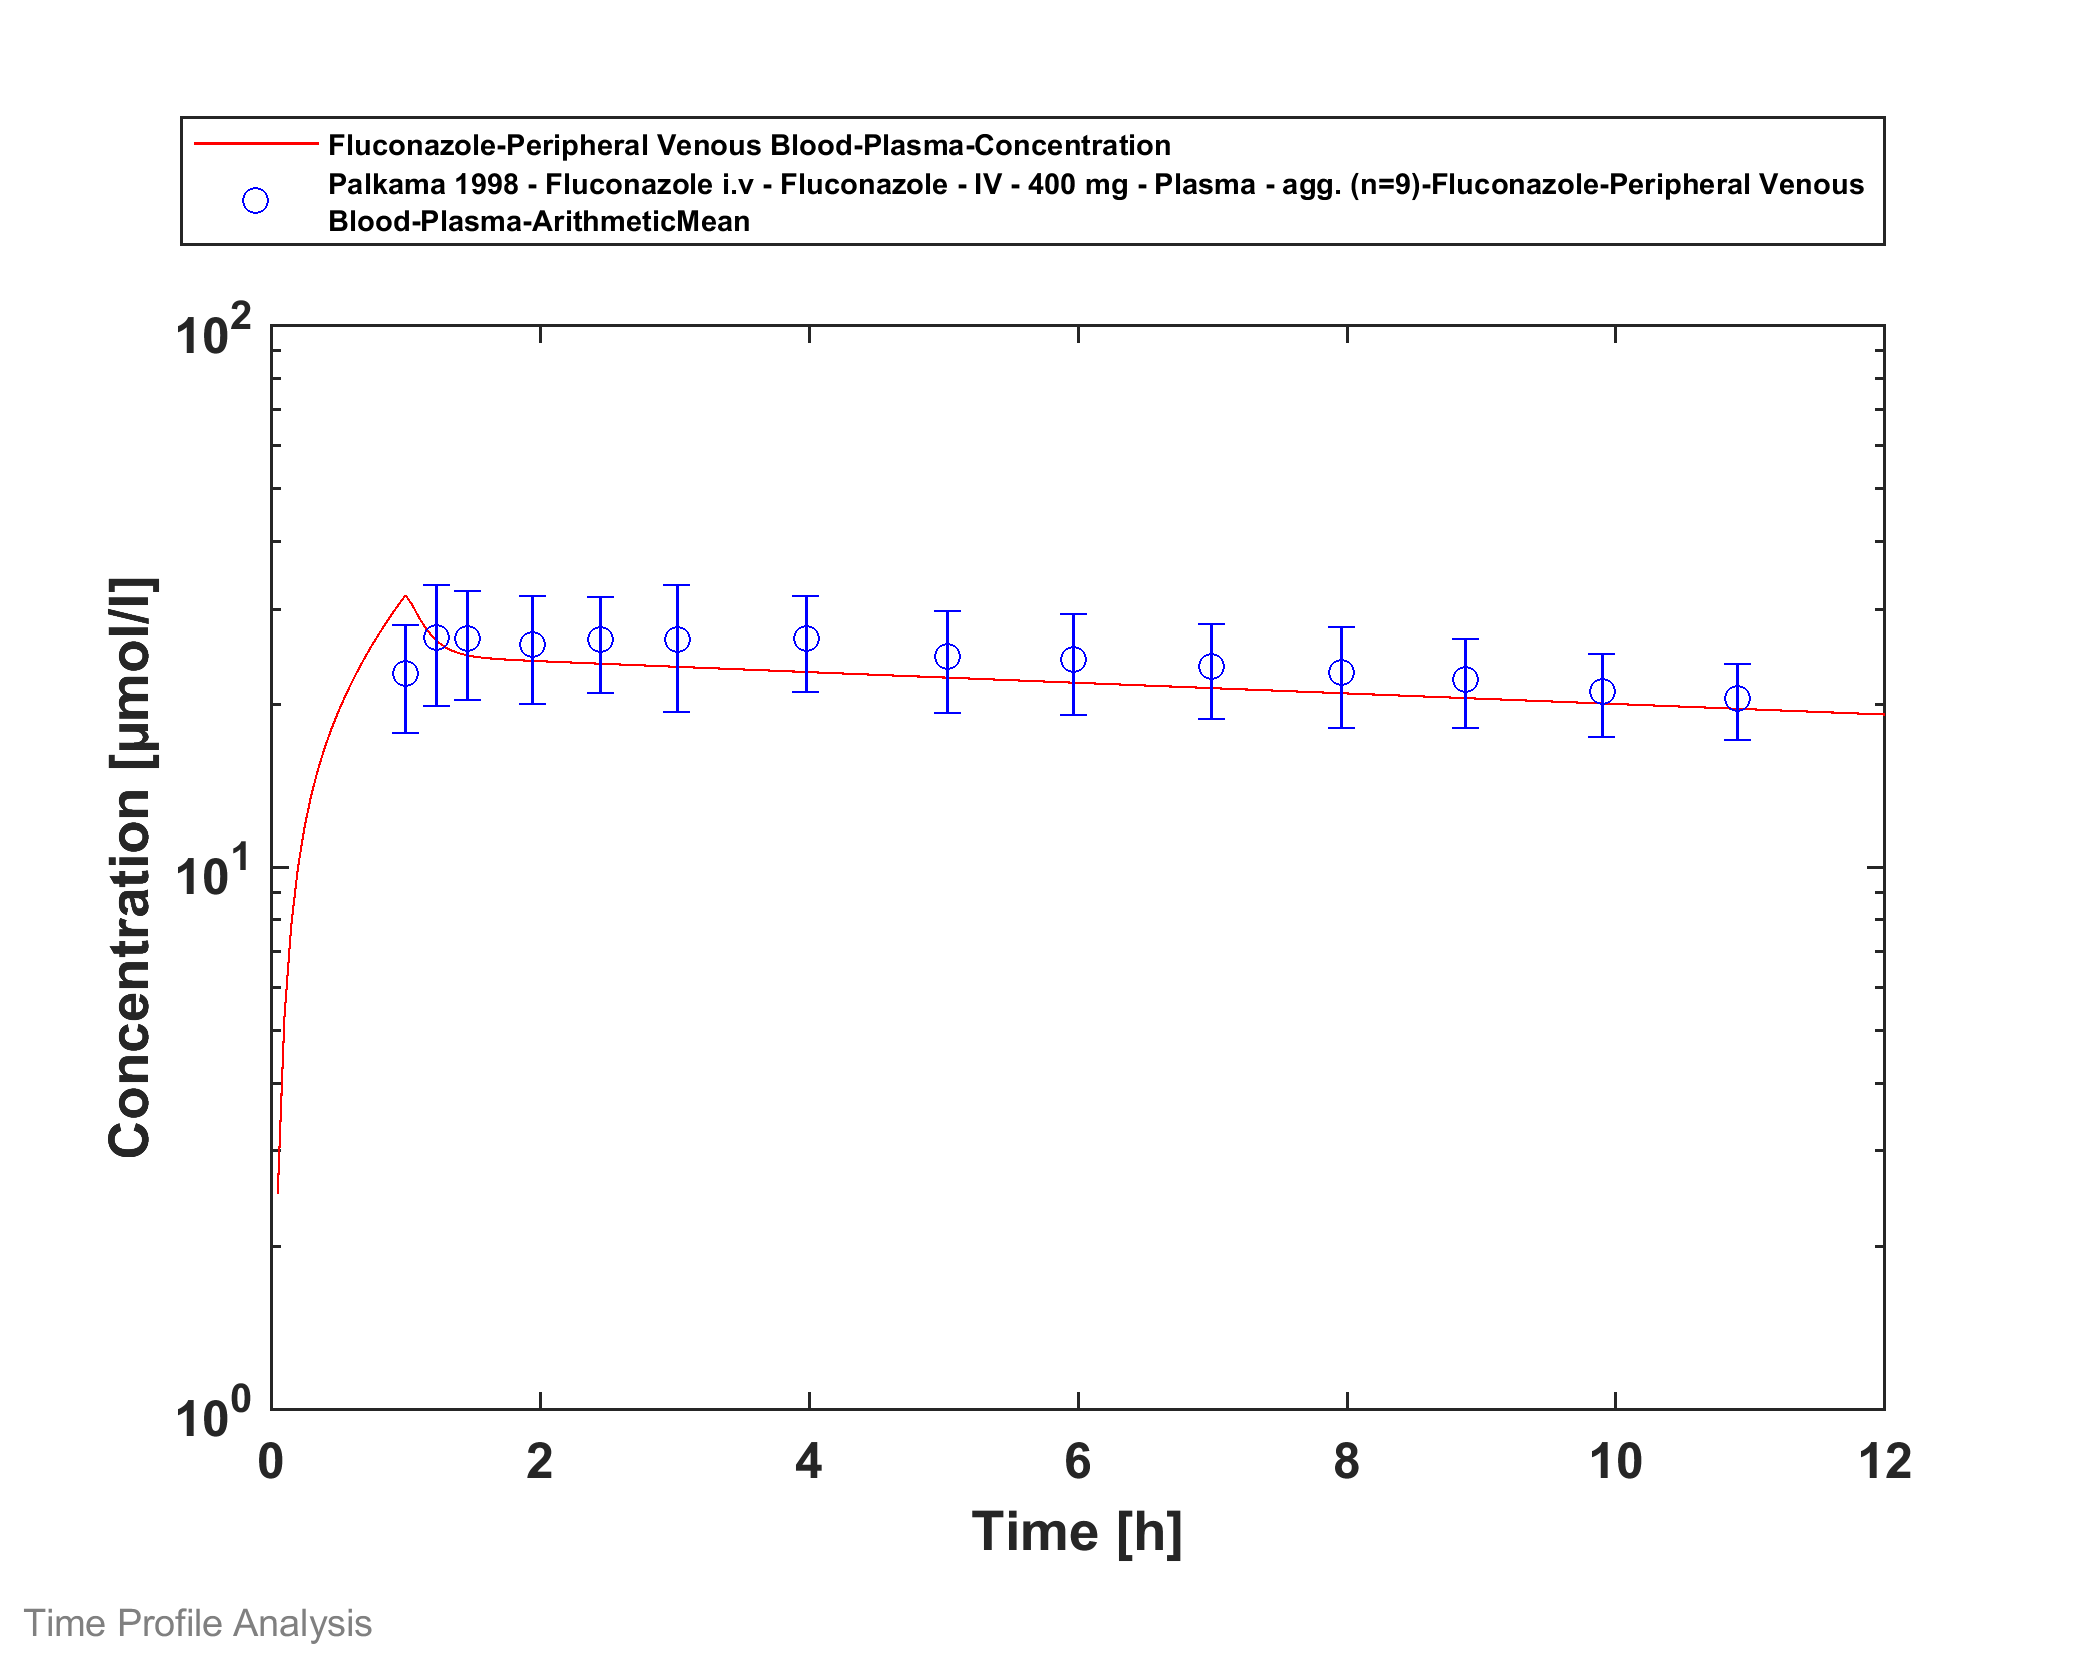 Fluconazole-Peripheral Venous Blood-Plasma-Concentration
Palkama 1998 - Fluconazole i.v - Fluconazole - IV - 400 mg - Plasma - agg. (n=9)-Fluconazole-Peripheral Venous
Blood-Plasma-ArithmeticMean
10^2
10^1
10^0
Concentration [µmol/l]
0 2 4 6 8 10 12
Time [h]
Time Profile Analysis